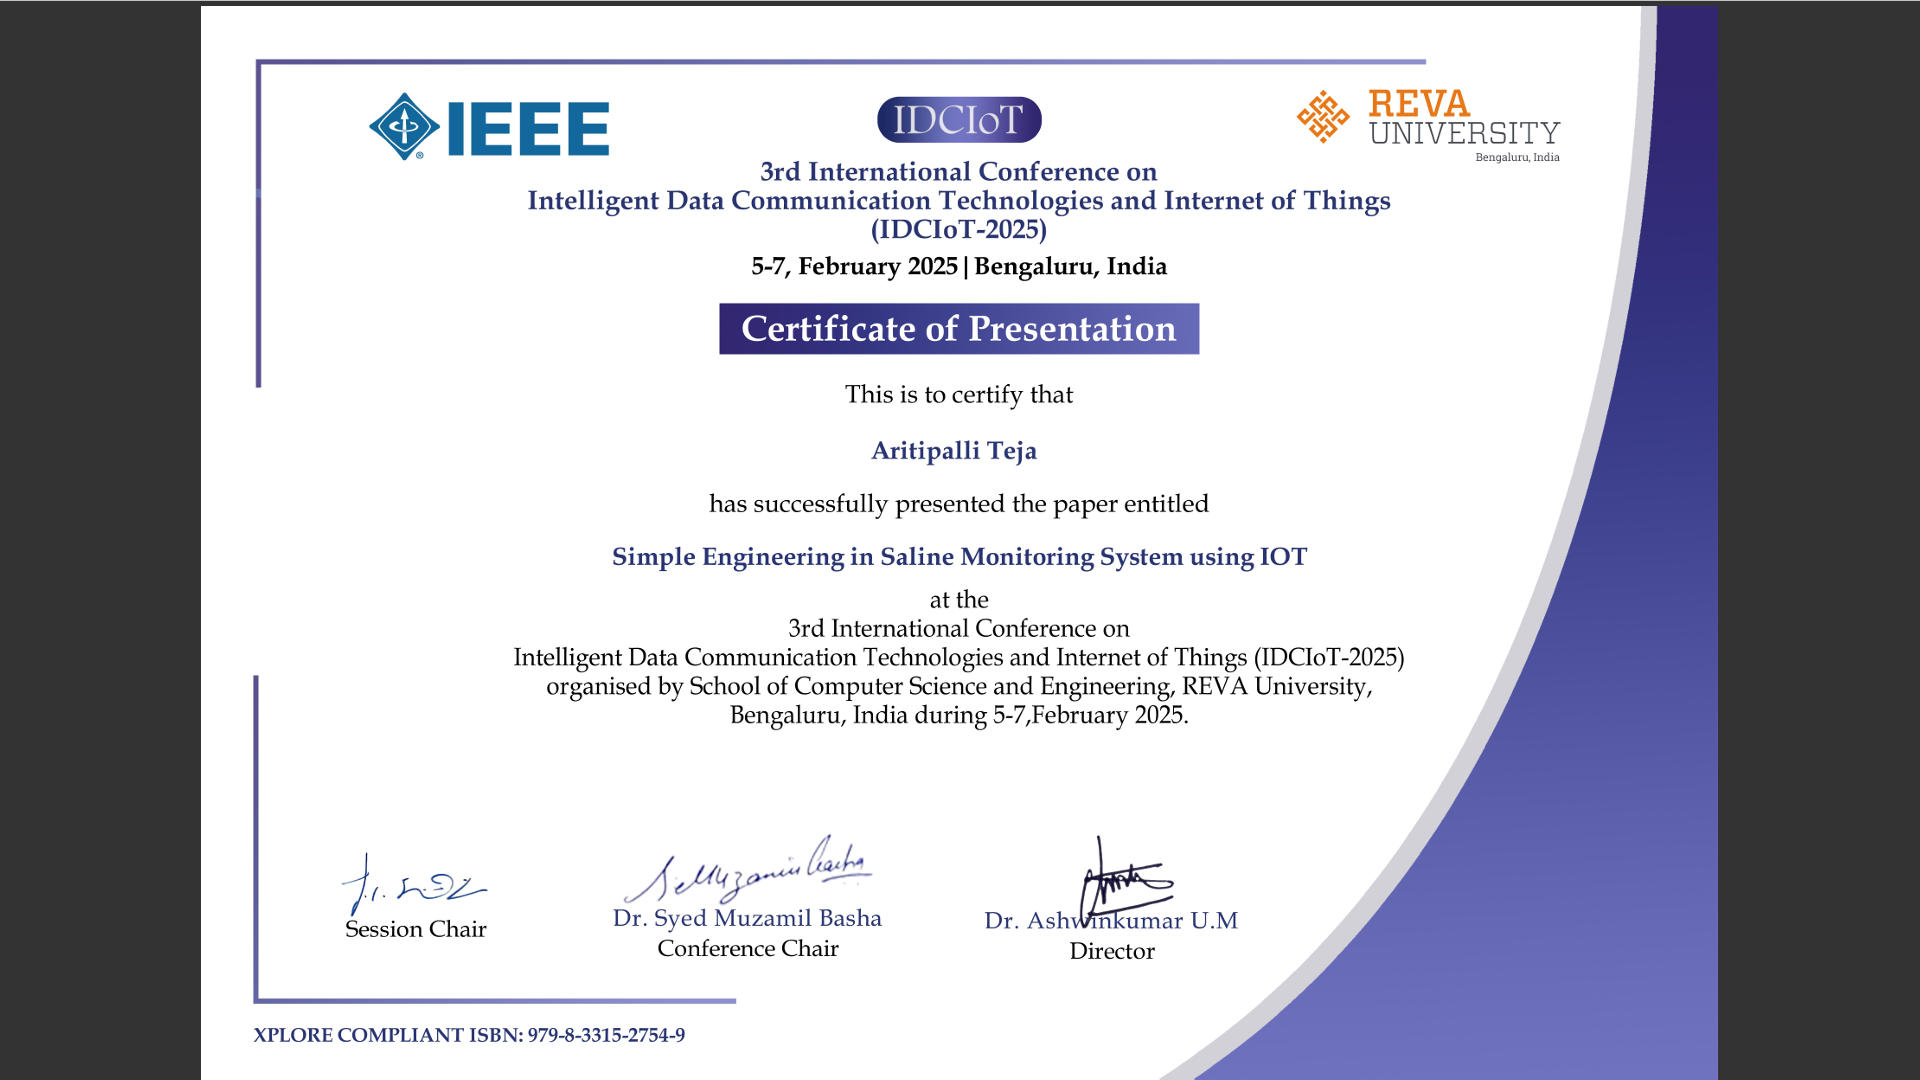 IEEE
IDCIoT
REVA
UNIVERSITY
Bengaluru, India
3rd International Conference on
Intelligent Data Communication Technologies and Internet of Things
(IDCIoT-2025)
5-7, February 2025|Bengaluru, India
Certificate of Presentation
This is to certify that
Aritipalli Teja
has successfully presented the paper entitled
Simple Engineering in Saline Monitoring System using IOT
at the
3rd International Conference on
Intelligent Data Communication Technologies and Internet of Things (IDCIoT-2025)
organised by School of Computer Science and Engineering, REVA University,
Bengaluru, India during 5-7,February 2025.
Session Chair
Dr. Syed Muzamil Basha
Conference Chair
Dr. Ashwinkumar U.M
Director
XPLORE COMPLIANT ISBN: 979-8-3315-2754-9